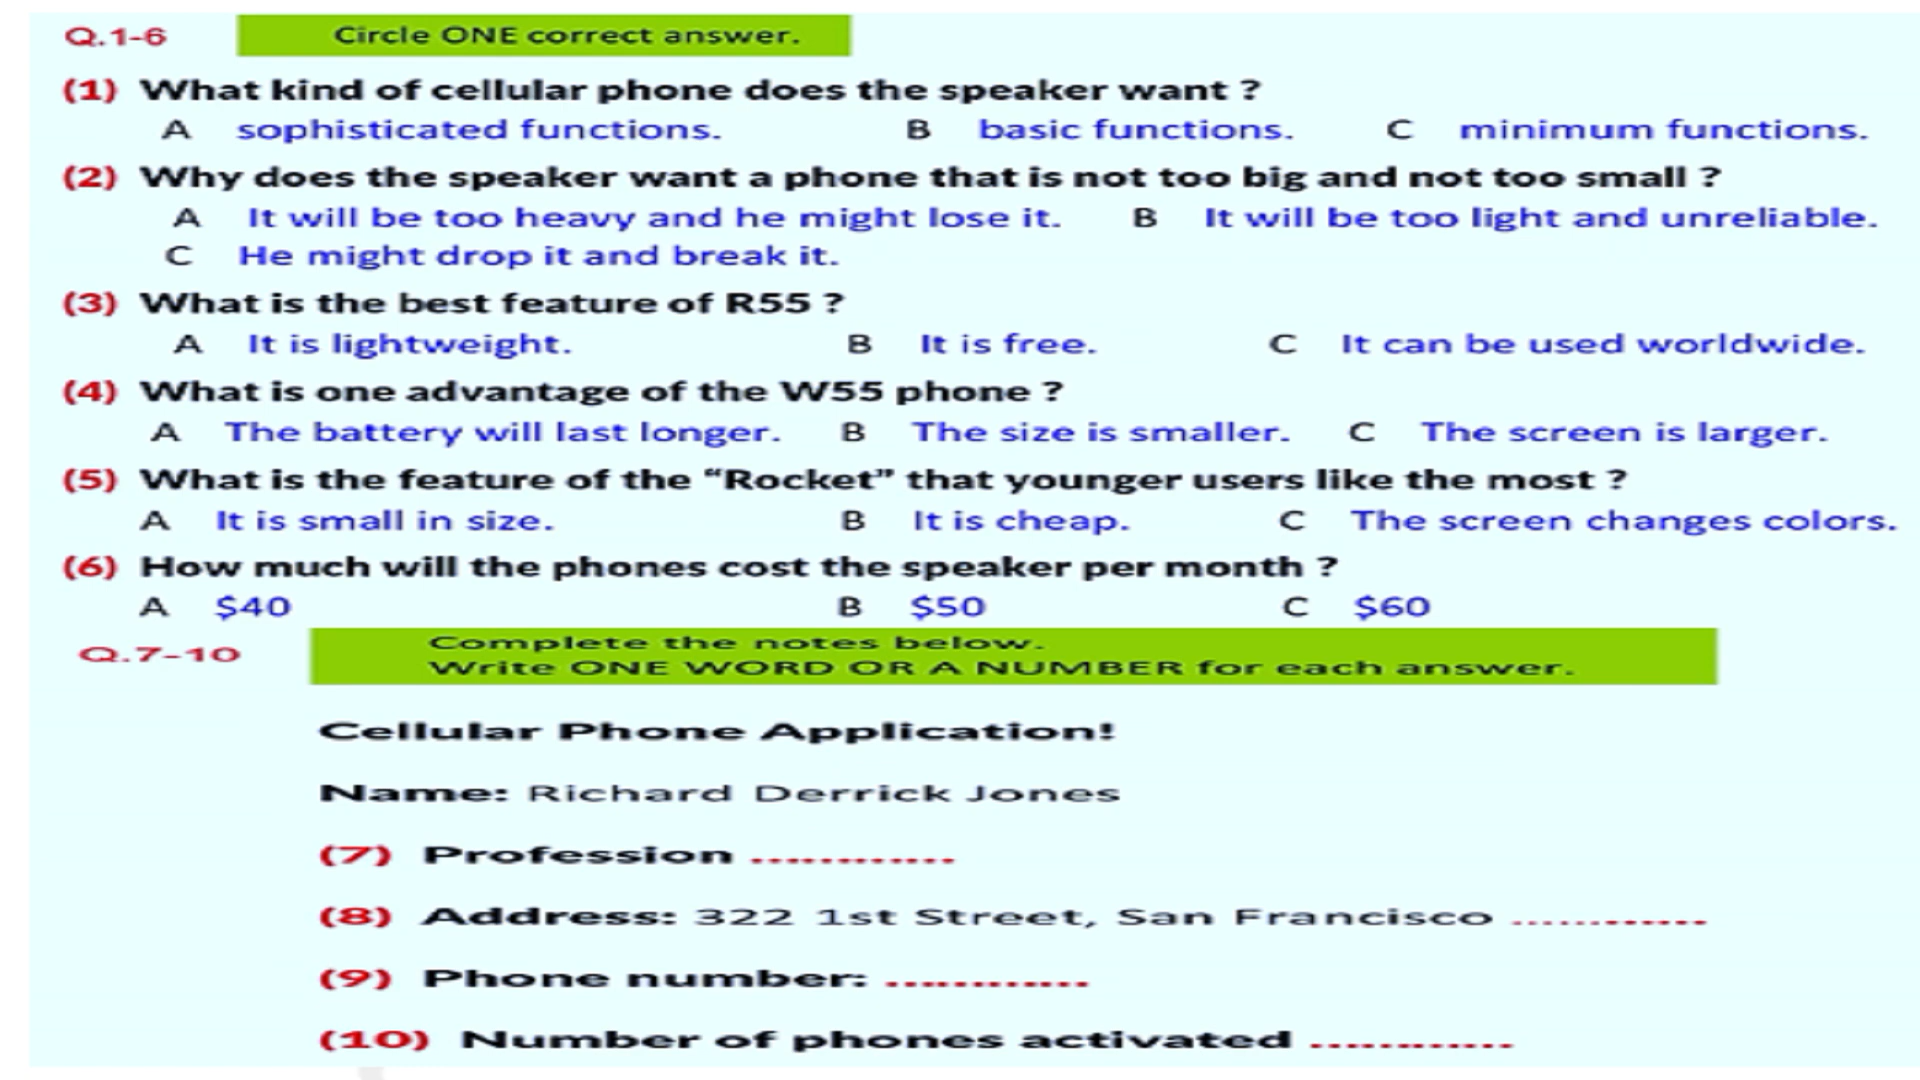 Q.1-6 Circle ONE correct answer.
(1) What kind of cellular phone does the speaker want ?
A sophisticated functions. B basic functions. C minimum functions.
(2) Why does the speaker want a phone that is not too big and not too small ?
A It will be too heavy and he might lose it. B It will be too light and unreliable.
C He might drop it and break it.
(3) What is the best feature of R55 ?
A It is lightweight. B It is free. C It can be used worldwide.
(4) What is one advantage of the W55 phone ?
A The battery will last longer. B The size is smaller. C The screen is larger.
(5) What is the feature of the “Rocket” that younger users like the most ?
A It is small in size. B It is cheap. C The screen changes colors.
(6) How much will the phones cost the speaker per month ?
A $40 B $50 C $60
Q.7-10 Complete the notes below.
Write ONE WORD OR A NUMBER for each answer.
Cellular Phone Application!
Name: Richard Derrick Jones
(7) Profession ............
(8) Address: 322 1st Street, San Francisco ............
(9) Phone number: ............
(10) Number of phones activated ............